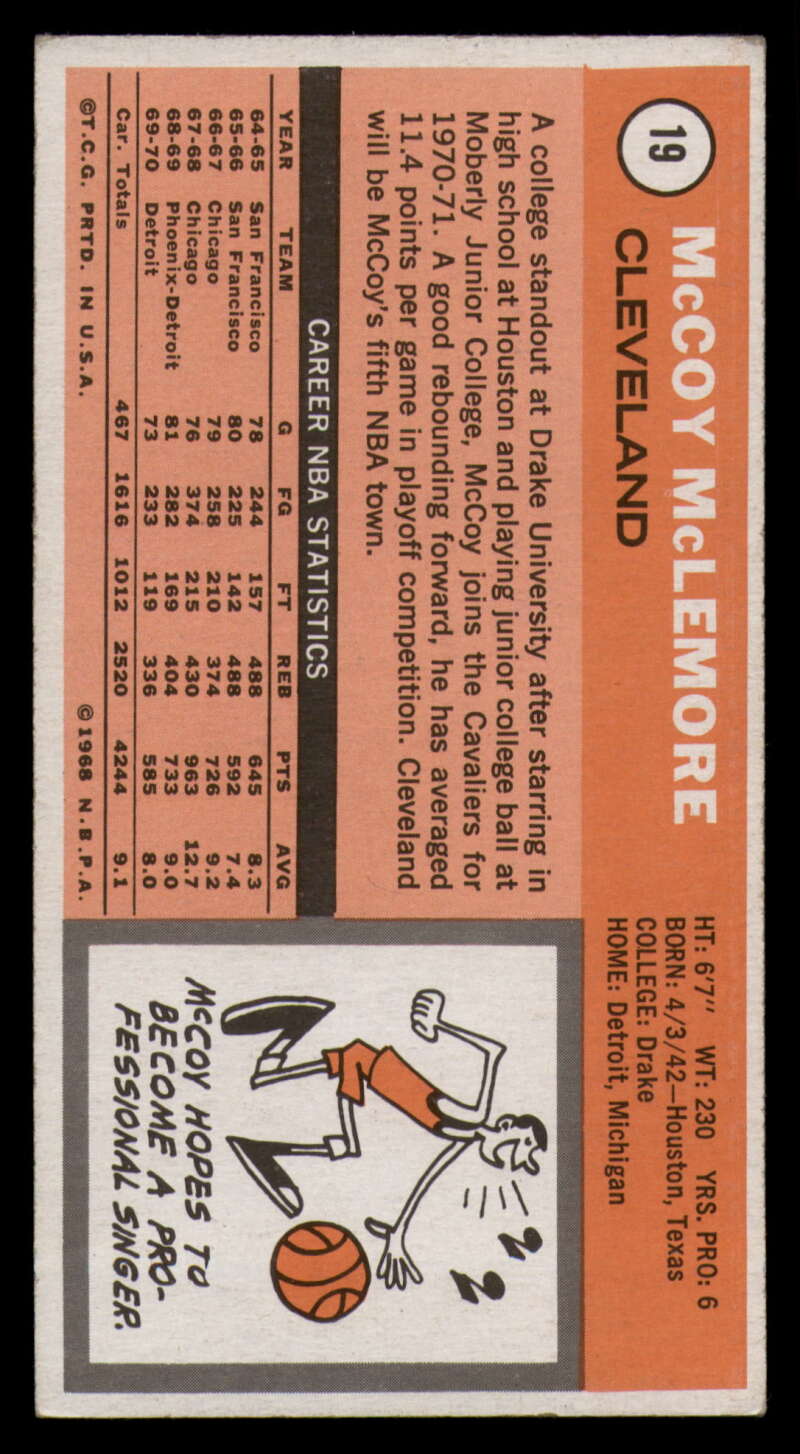 19
McCOY McLEMORE
CLEVELAND
HT: 6'7" WT: 230 YRS. PRO: 6
BORN: 4/3/42—Houston, Texas
COLLEGE: Drake
HOME: Detroit, Michigan
A college standout at Drake University after starring in
high school at Houston and playing junior college ball at
Moberly Junior College, McCoy joins the Cavaliers for
1970-71. A good rebounding forward, he has averaged
11.4 points per game in playoff competition. Cleveland
will be McCoy's fifth NBA town.
CAREER NBA STATISTICS
YEAR TEAM G FG FT REB PTS AVG
64-65 San Francisco 78 244 157 488 645 8.3
65-66 San Francisco 80 225 142 488 592 7.4
66-67 Chicago 79 258 210 374 726 9.2
67-68 Chicago 76 374 215 430 963 12.7
68-69 Phoenix-Detroit 81 282 169 404 733 9.0
69-70 Detroit 73 233 119 336 585 8.0
Car. Totals 467 1616 1012 2520 4244 9.1
©T.C.G. PRTD. IN U.S.A. ©1968 N.B.P.A.
McCOY HOPES TO
BECOME A PRO-
FESSIONAL SINGER.